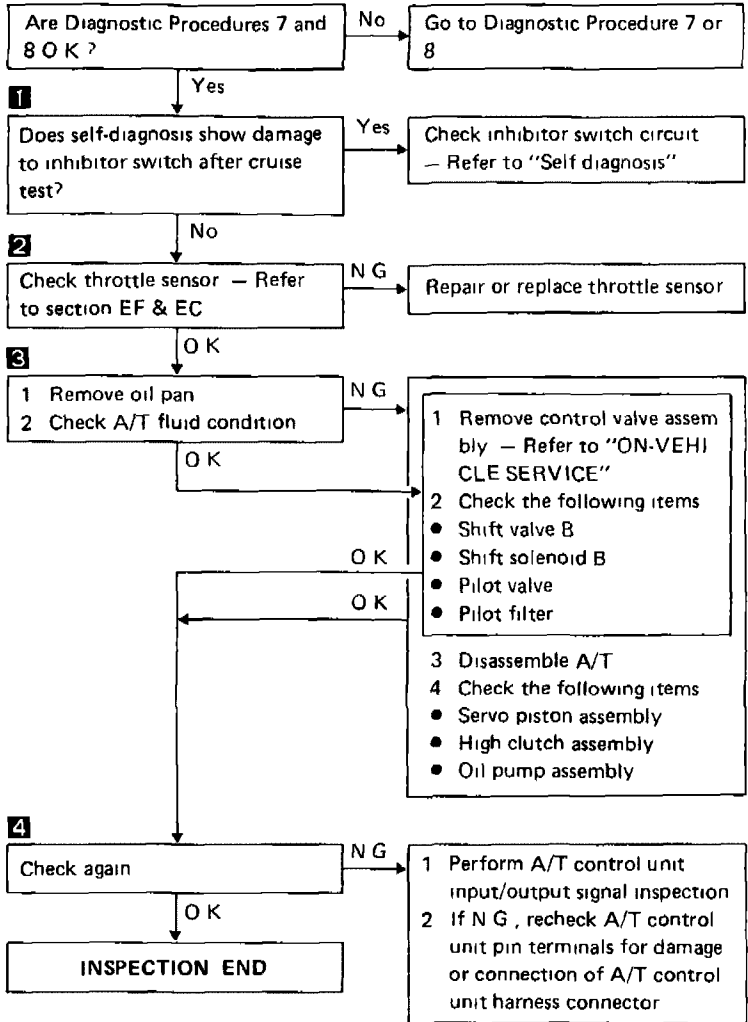 Are Diagnostic Procedures 7 and
8 O K ?
No
Go to Diagnostic Procedure 7 or
8
Yes
1
Does self-diagnosis show damage
to inhibitor switch after cruise
test?
Yes
Check inhibitor switch circuit
– Refer to "Self diagnosis"
No
2
Check throttle sensor – Refer
to section EF & EC
N G
Repair or replace throttle sensor
O K
3
1 Remove oil pan
2 Check A/T fluid condition
N G
O K
1 Remove control valve assem
bly – Refer to "ON-VEHI
CLE SERVICE"
2 Check the following items
● Shift valve B
● Shift solenoid B
● Pilot valve
● Pilot filter
O K
O K
3 Disassemble A/T
4 Check the following items
● Servo piston assembly
● High clutch assembly
● Oil pump assembly
4
Check again
N G
1 Perform A/T control unit
input/output signal inspection
2 If N G , recheck A/T control
unit pin terminals for damage
or connection of A/T control
unit harness connector
O K
INSPECTION END